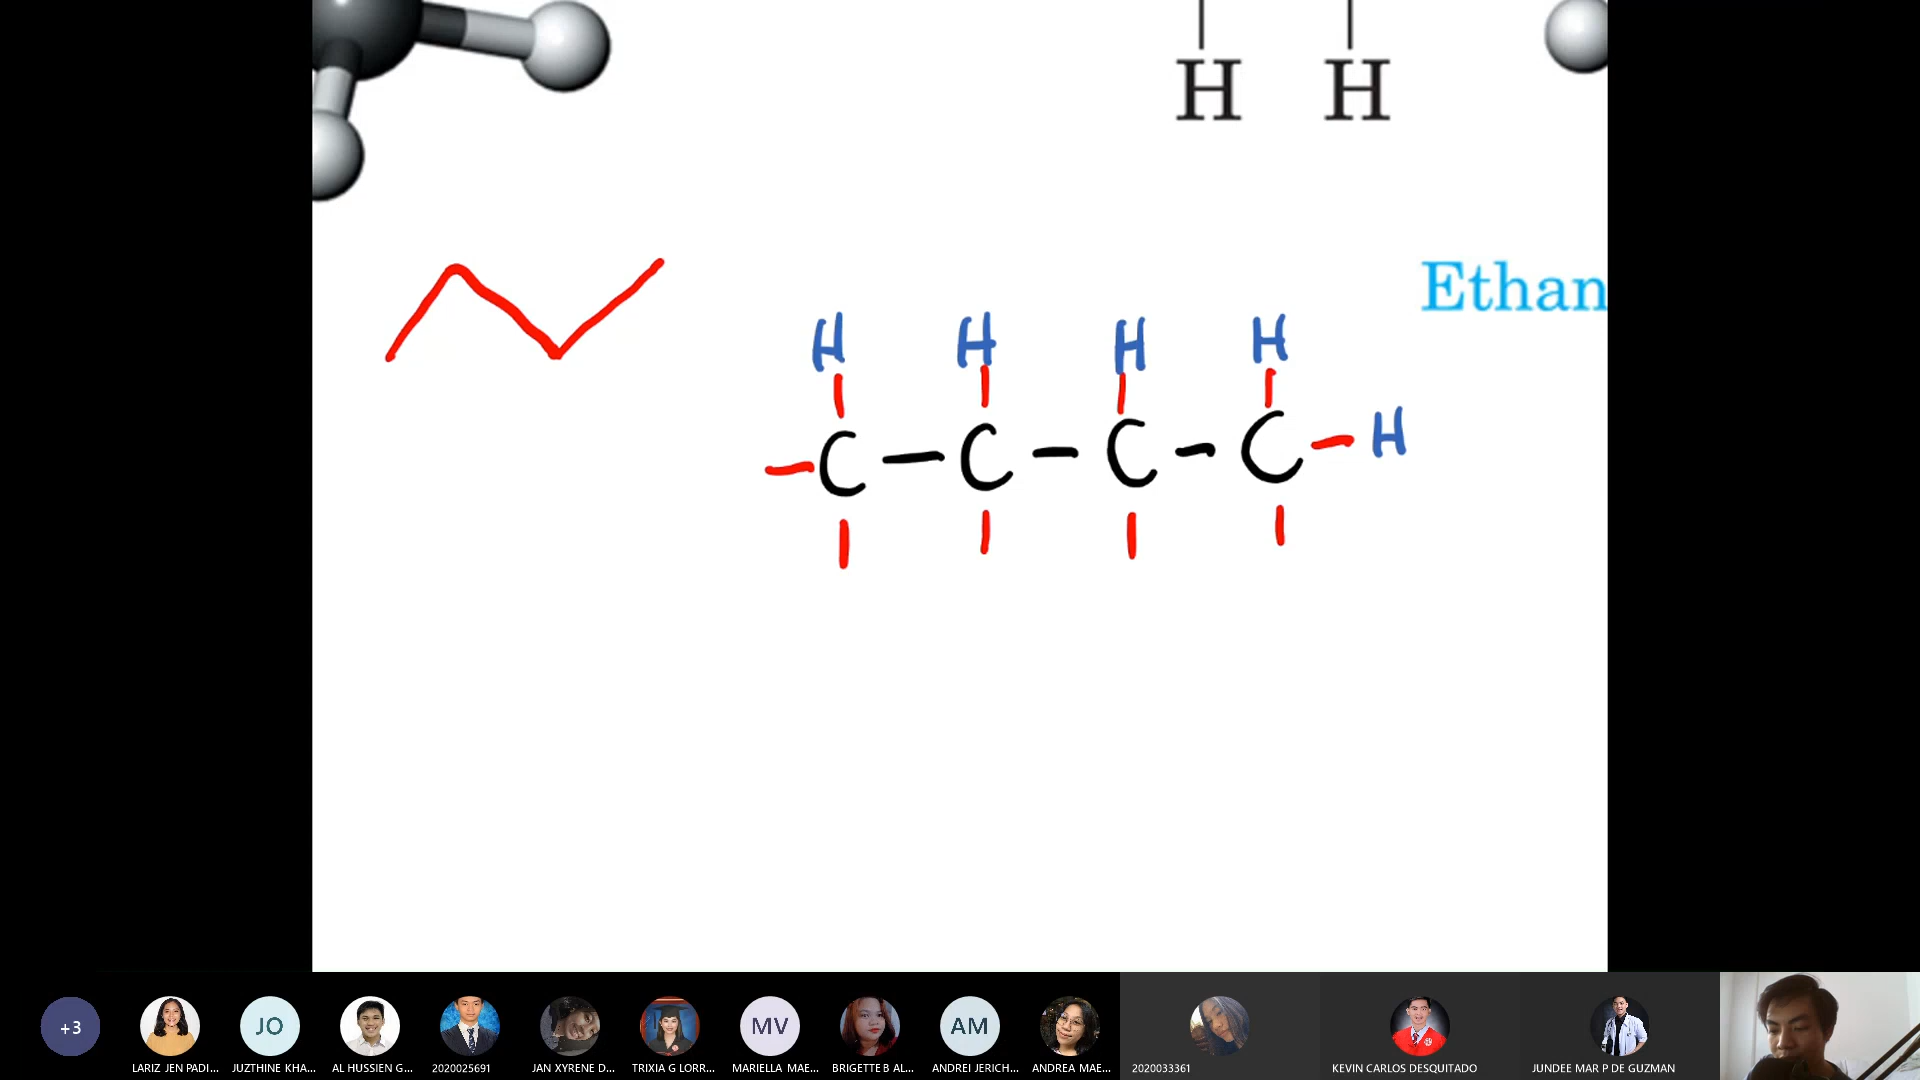 H H
Ethan
H H H H
C — C — C - C - H
+3
JO
MV
AM
LARIZ JEN PADI... JUZTHINE KHA... AL HUSSIEN G... 2020025691 JAN XYRENE D... TRIXIA G LORR... MARIELLA MAE... BRIGETTE B AL... ANDREI JERICH... ANDREA MAE... 2020033361 KEVIN CARLOS DESQUITADO JUNDEE MAR P DE GUZMAN